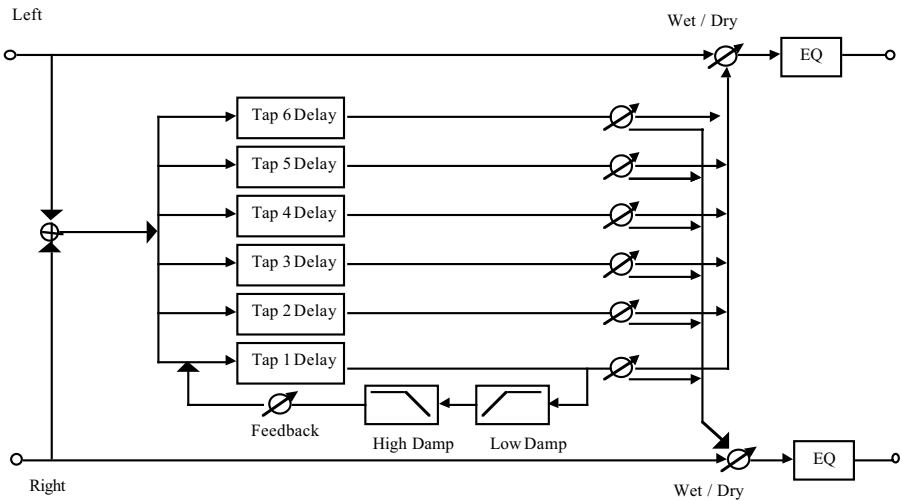 Left
Wet / Dry
EQ
Tap 6 Delay
Tap 5 Delay
Tap 4 Delay
Tap 3 Delay
Tap 2 Delay
Tap 1 Delay
Feedback
High Damp
Low Damp
EQ
Right
Wet / Dry